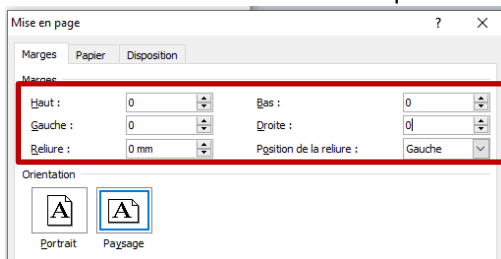 Mise en page ? ×
Marges Papier Disposition
Marges
Haut : 0 Bas : 0
Gauche : 0 Droite : 0
Reliure : 0 mm Position de la reliure : Gauche
Orientation
A A
Portrait Paysage